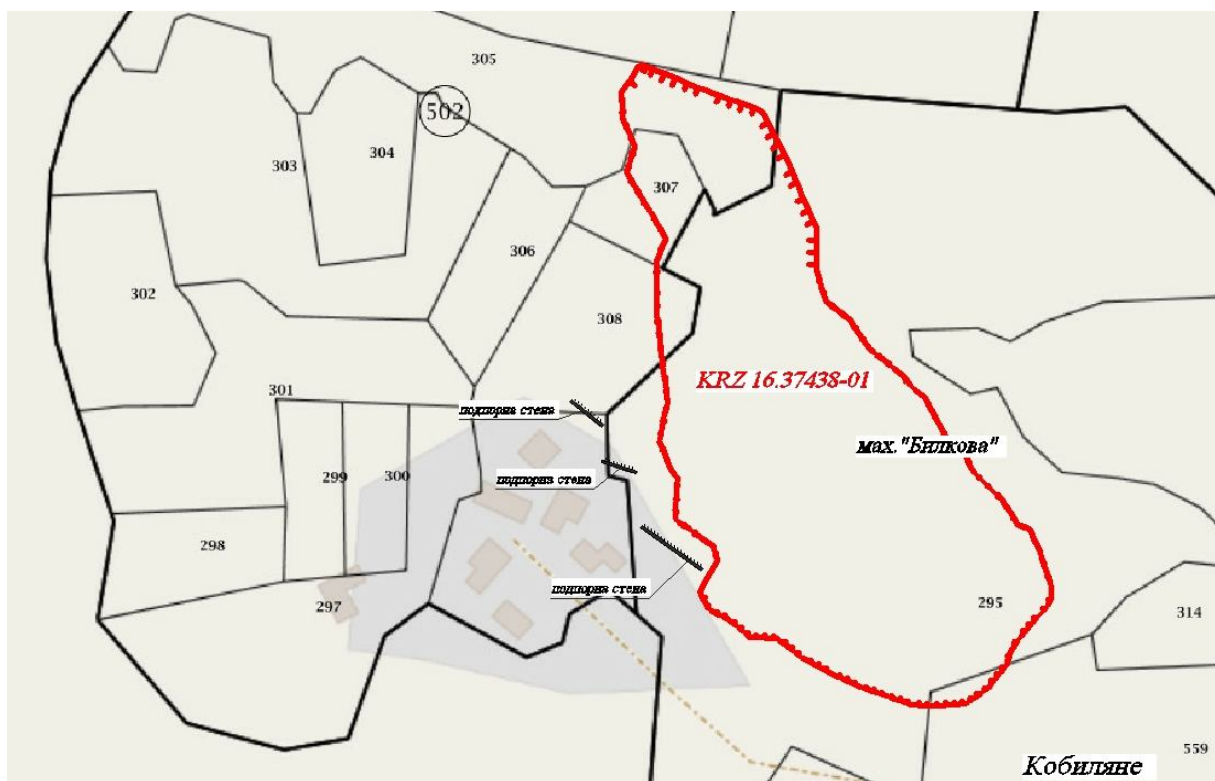 305
502
303
304
307
306
302
308
KRZ 16.37438-01
301
подпорна стена
мах."Билкова"
299
300
подпорна стена
298
подпорна стена
297
295
314
559
Кобиляне